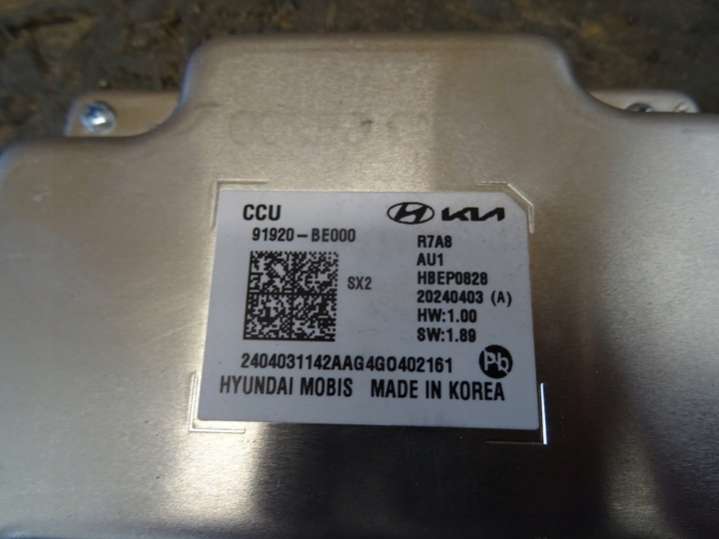 CCU
KIA
91920-BE000
R7A8
AU1
SX2
HBEP0828
20240403 (A)
HW:1.00
SW:1.89
2404031142AAG4G0402161
Pb
HYUNDAI MOBIS MADE IN KOREA